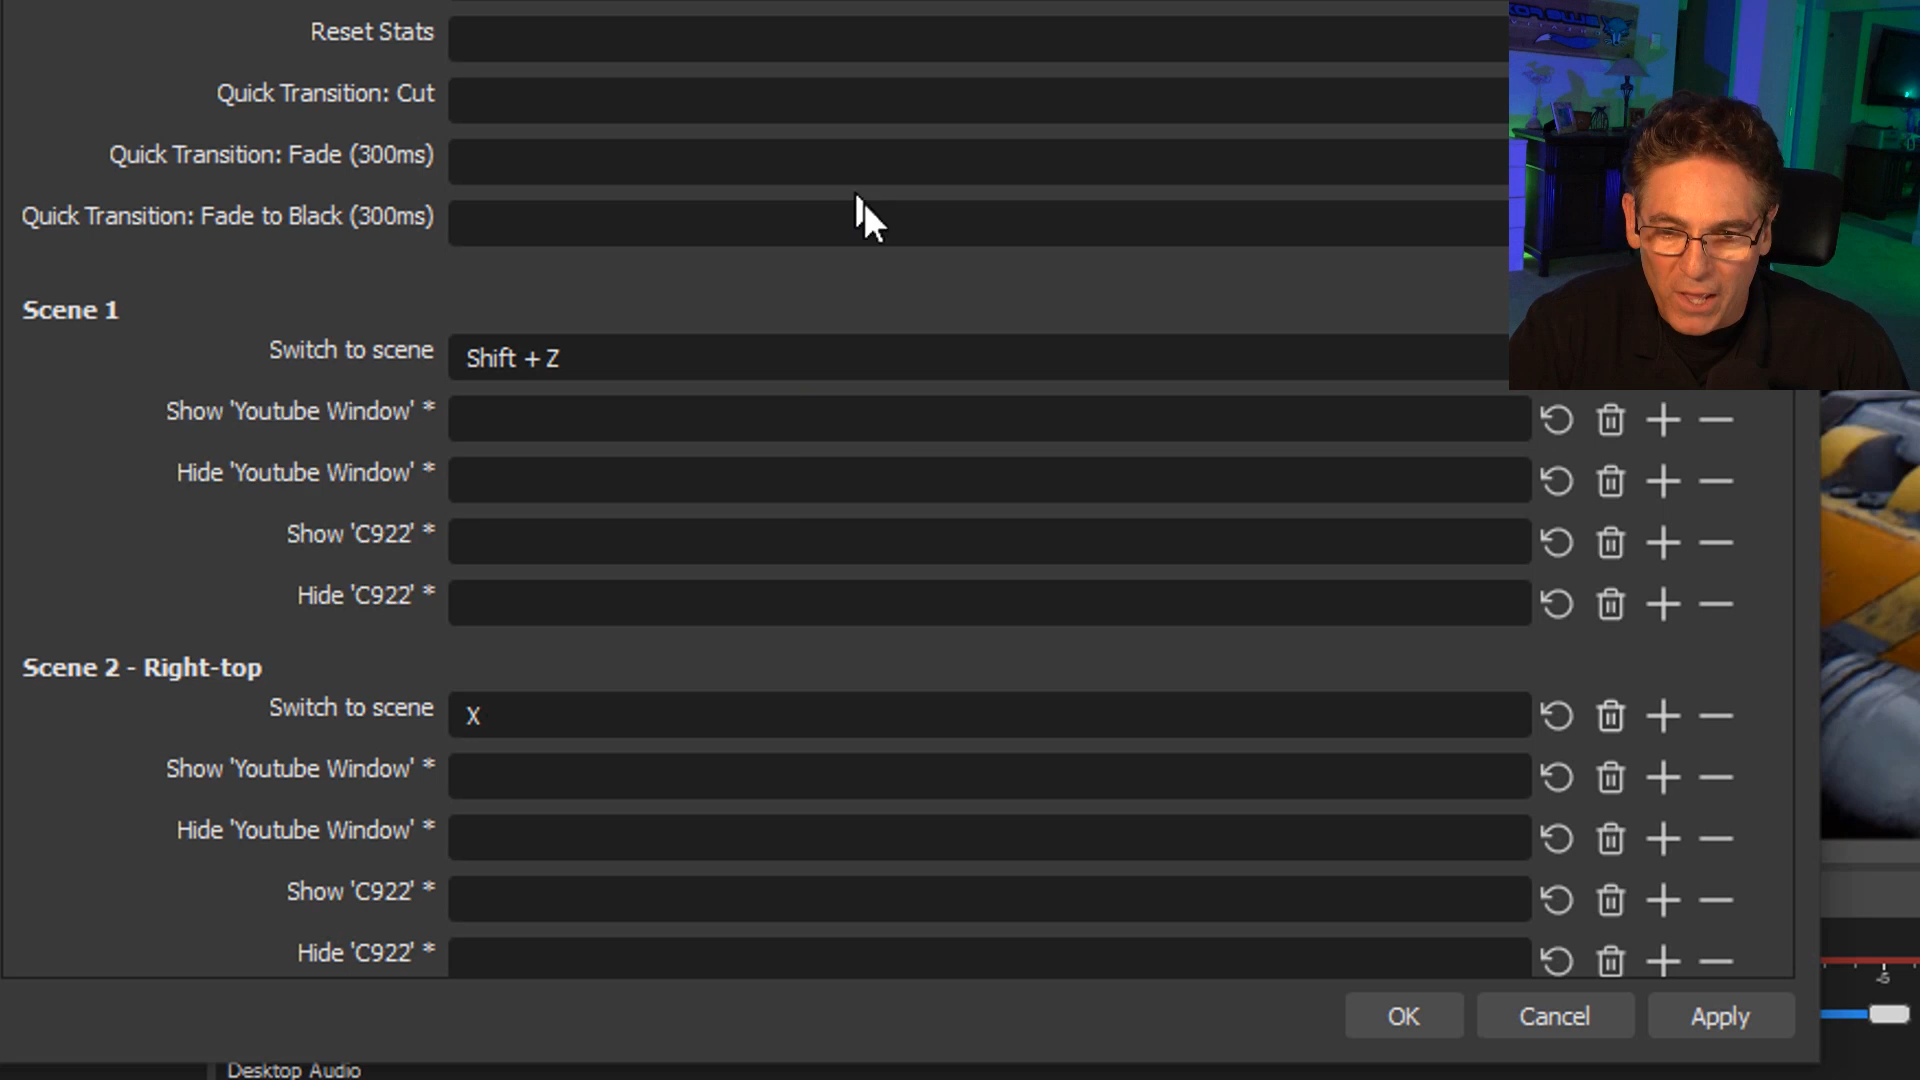 Reset Stats
Quick Transition: Cut
Quick Transition: Fade (300ms)
Quick Transition: Fade to Black (300ms)
Scene 1
Switch to scene
Shift + Z
Show 'Youtube Window' *
Hide 'Youtube Window' *
Show 'C922' *
Hide 'C922' *
Scene 2 - Right-top
Switch to scene
X
Show 'Youtube Window' *
Hide 'Youtube Window' *
Show 'C922' *
Hide 'C922' *
OK
Cancel
Apply
Desktop Audio